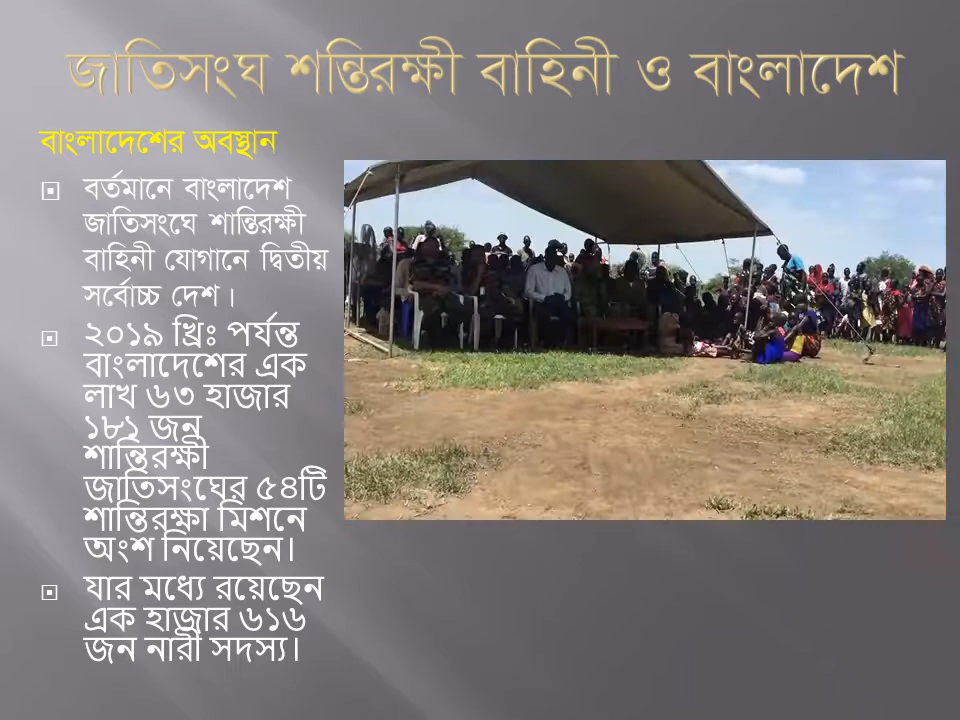 জাতিসংঘ শন্তিরক্ষী বাহিনী ও বাংলাদেশ
বাংলাদেশের অবস্থান
বর্তমানে বাংলাদেশ
জাতিসংঘে শান্তিরক্ষী
বাহিনী যোগানে দ্বিতীয়
সর্বোচ্চ দেশ।
২০১৯ খ্রিঃ পর্যন্ত
বাংলাদেশের এক
লাখ ৬৩ হাজার
১৮১ জন
শান্তিরক্ষী
জাতিসংঘের ৫৪টি
শান্তিরক্ষা মিশনে
অংশ নিয়েছেন।
যার মধ্যে রয়েছেন
এক হাজার ৬১৬
জন নারী সদস্য।